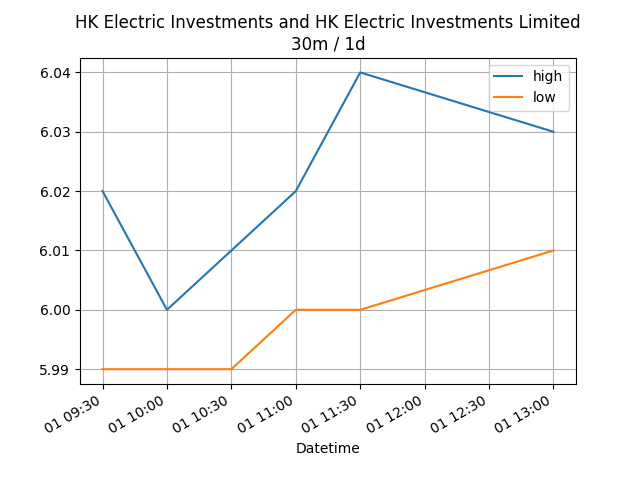 HK Electric Investments and HK Electric Investments Limited
30m / 1d
high
low
6.04
6.03
6.02
6.01
6.00
5.99
01 09:30
01 10:00
01 10:30
01 11:00
01 11:30
01 12:00
01 12:30
01 13:00
Datetime